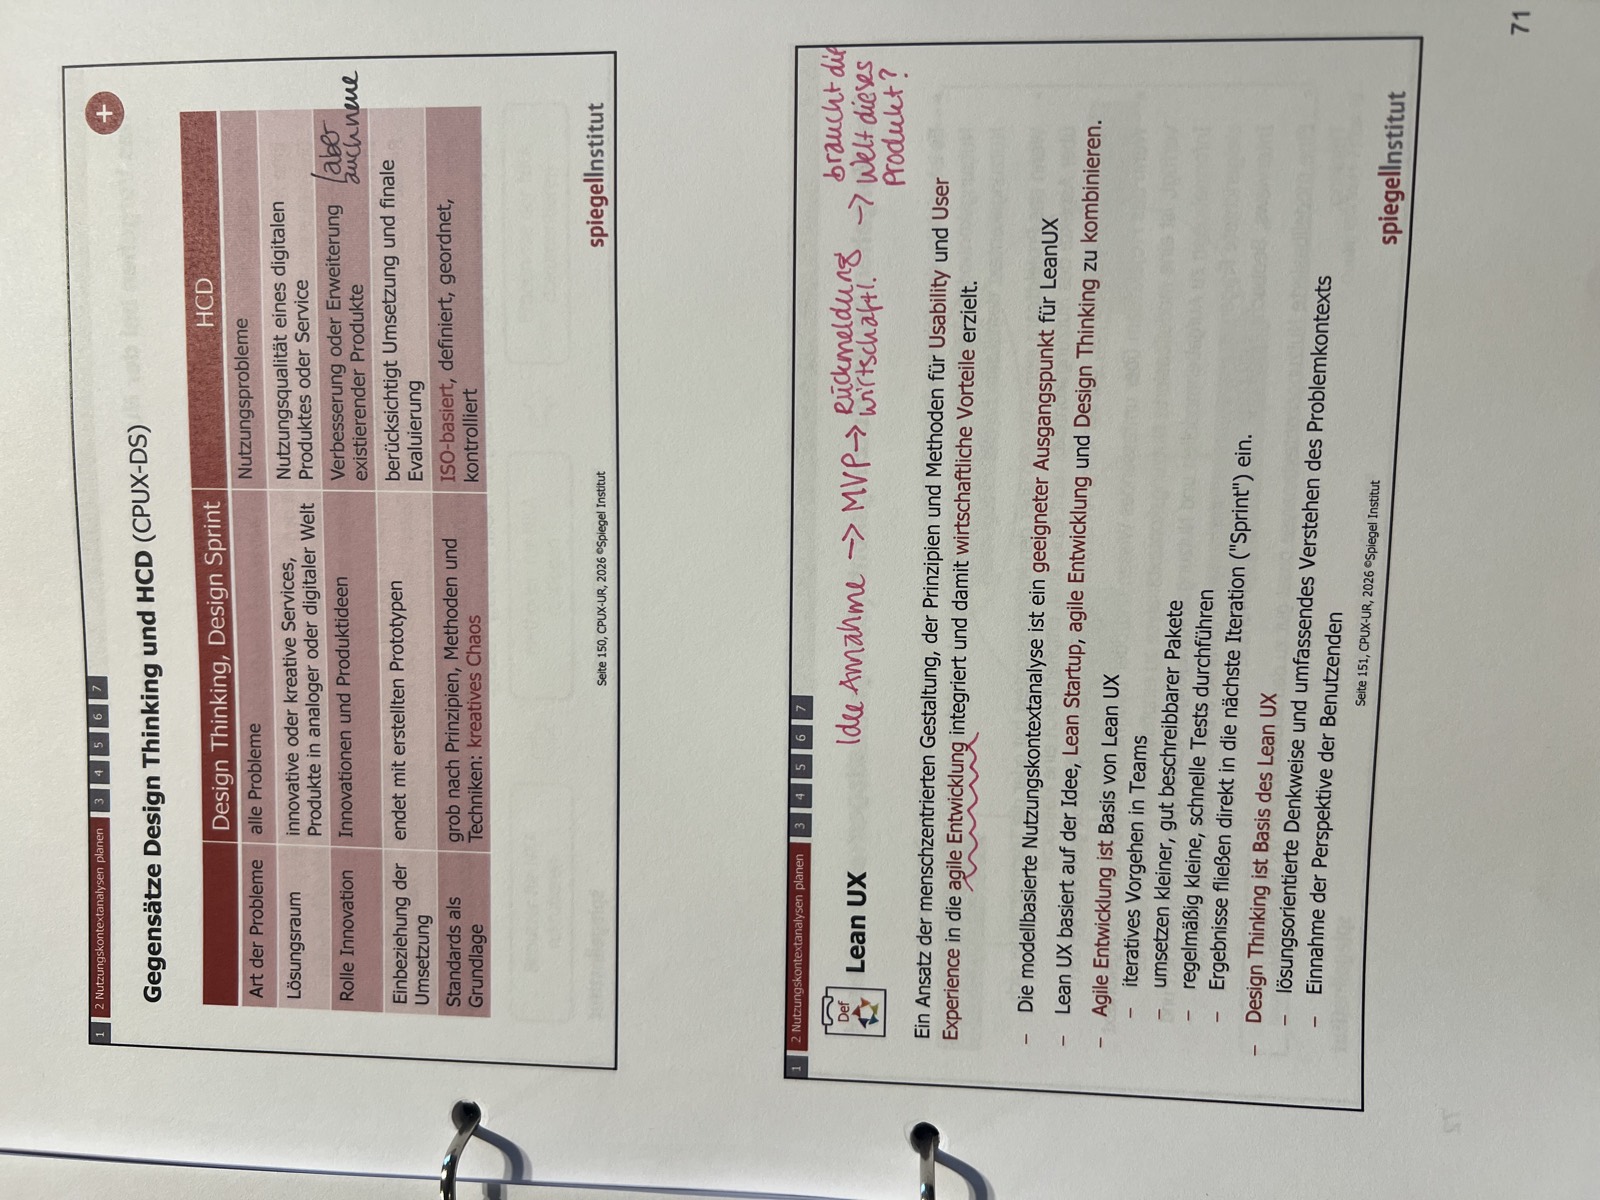 1 2 Nutzungskontextanalysen planen 3 4 5 6 7
+
Gegensätze Design Thinking und HCD (CPUX-DS)
Design Thinking, Design Sprint HCD
Art der Probleme alle Probleme Nutzungsprobleme
Lösungsraum innovative oder kreative Services, Nutzungsqualität eines digitalen
Produkte in analoger oder digitaler Welt Produktes oder Service
Rolle Innovation Innovationen und Produktideen Verbesserung oder Erweiterung /aber
existierender Produkte auch neue
Einbeziehung der endet mit erstellten Prototypen berücksichtigt Umsetzung und finale
Umsetzung Evaluierung
Standards als grob nach Prinzipien, Methoden und ISO-basiert, definiert, geordnet,
Grundlage Techniken: kreatives Chaos kontrolliert
Seite 150, CPUX-UR, 2026 ©Spiegel Institut
spiegelInstitut
1 2 Nutzungskontextanalysen planen 3 4 5 6 7
Def
Lean UX
Idee Annahme -> MVP -> Rückmeldung -> braucht die
wirtschaftl. Welt dieses
Produkt?
Ein Ansatz der menschzentrierten Gestaltung, der Prinzipien und Methoden für Usability und User
Experience in die agile Entwicklung integriert und damit wirtschaftliche Vorteile erzielt.
– Die modellbasierte Nutzungskontextanalyse ist ein geeigneter Ausgangspunkt für LeanUX
– Lean UX basiert auf der Idee, Lean Startup, agile Entwicklung und Design Thinking zu kombinieren.
– Agile Entwicklung ist Basis von Lean UX
– iteratives Vorgehen in Teams
– umsetzen kleiner, gut beschreibbarer Pakete
– regelmäßig kleine, schnelle Tests durchführen
– Ergebnisse fließen direkt in die nächste Iteration ("Sprint") ein.
– Design Thinking ist Basis des Lean UX
– lösungsorientierte Denkweise und umfassendes Verstehen des Problemkontexts
– Einnahme der Perspektive der Benutzenden
Seite 151, CPUX-UR, 2026 ©Spiegel Institut
spiegelInstitut
72
71